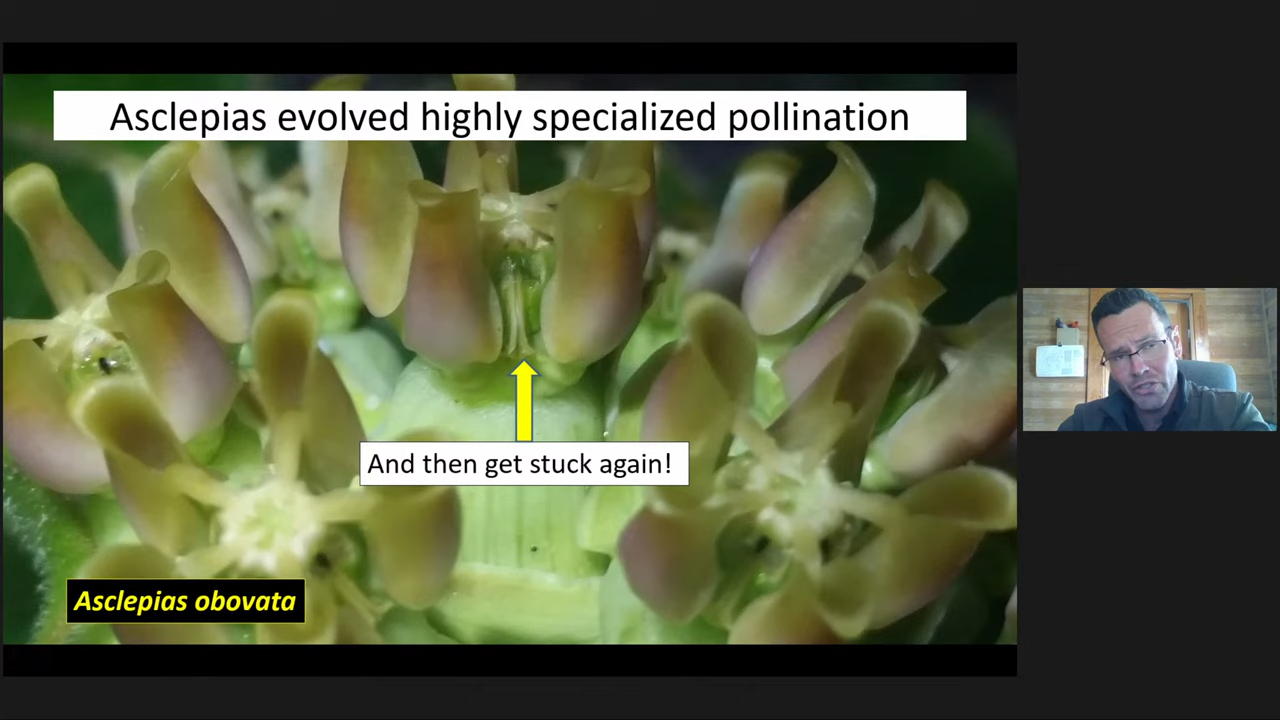 Asclepias evolved highly specialized pollination
And then get stuck again!
Asclepias obovata